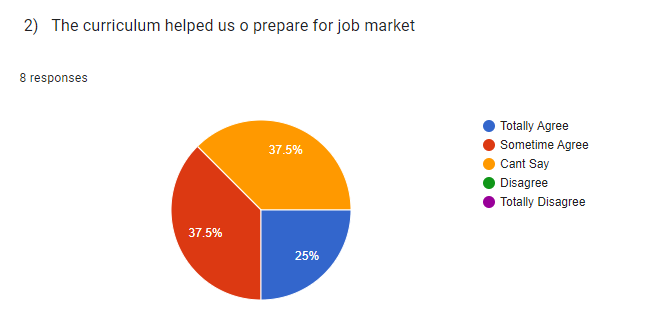 2) The curriculum helped us o prepare for job market
8 responses
37.5%
37.5%
25%
Totally Agree
Sometime Agree
Cant Say
Disagree
Totally Disagree